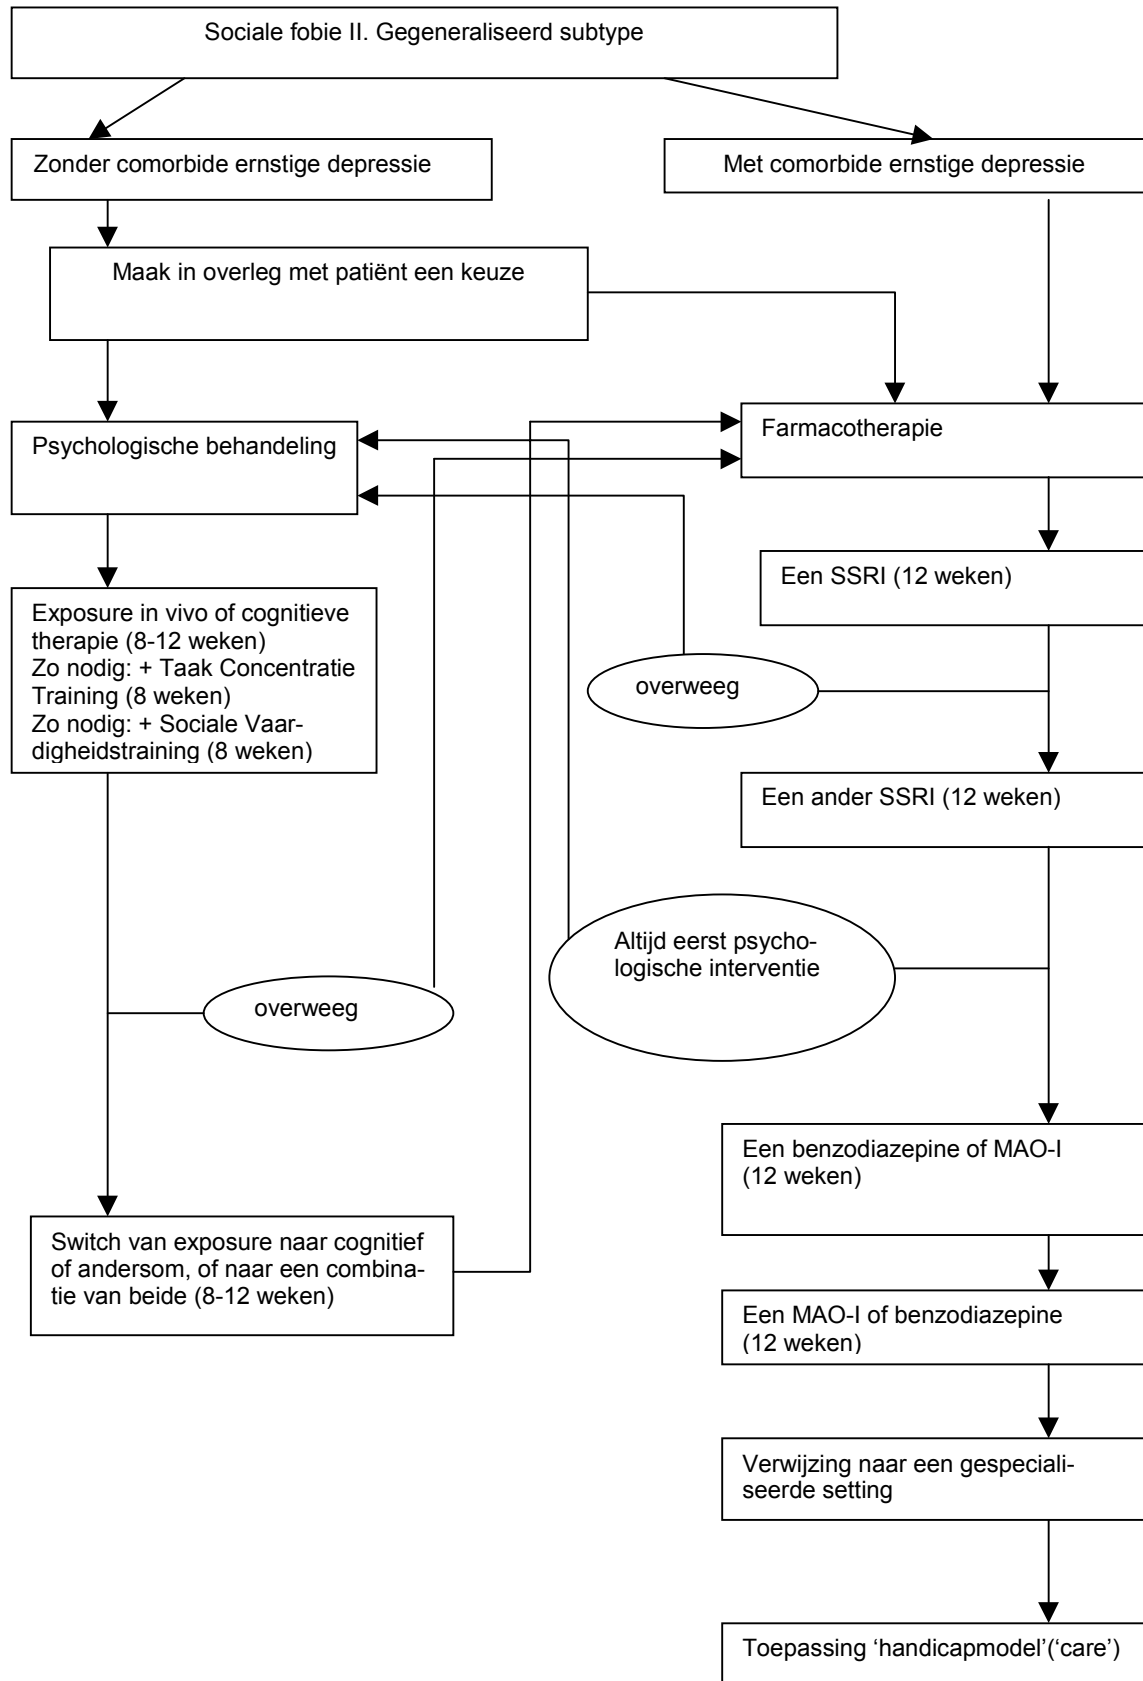 Sociale fobie II. Gegeneraliseerd subtype
Zonder comorbide ernstige depressie
Met comorbide ernstige depressie
Maak in overleg met patiënt een keuze
Psychologische behandeling
Farmacotherapie
Een SSRI (12 weken)
Exposure in vivo of cognitieve
therapie (8-12 weken)
Zo nodig: + Taak Concentratie
Training (8 weken)
Zo nodig: + Sociale Vaar-
digheidstraining (8 weken)
overweeg
Een ander SSRI (12 weken)
Altijd eerst psycho-
logische interventie
overweeg
Een benzodiazepine of MAO-I
(12 weken)
Switch van exposure naar cognitief
of andersom, of naar een combina-
tie van beide (8-12 weken)
Een MAO-I of benzodiazepine
(12 weken)
Verwijzing naar een gespeciali-
seerde setting
Toepassing ‘handicapmodel’(‘care’)